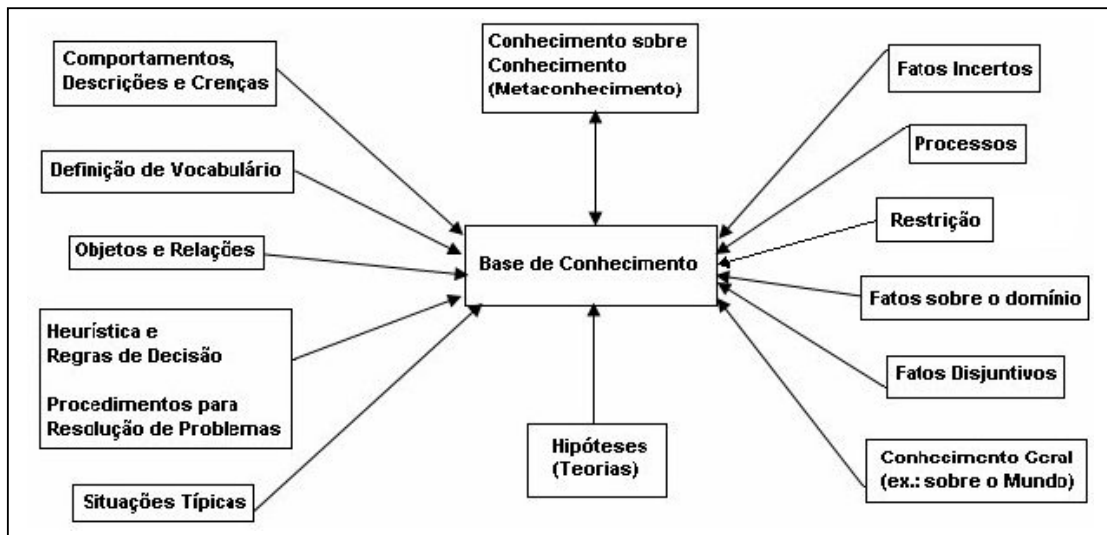 Comportamentos,
Descrições e Crenças
Definição de Vocabulário
Objetos e Relações
Heurística e
Regras de Decisão
Procedimentos para
Resolução de Problemas
Situações Típicas
Conhecimento sobre
Conhecimento
(Metaconhecimento)
Base de Conhecimento
Hipóteses
(Teorias)
Fatos Incertos
Processos
Restrição
Fatos sobre o domínio
Fatos Disjuntivos
Conhecimento Geral
(ex.: sobre o Mundo)